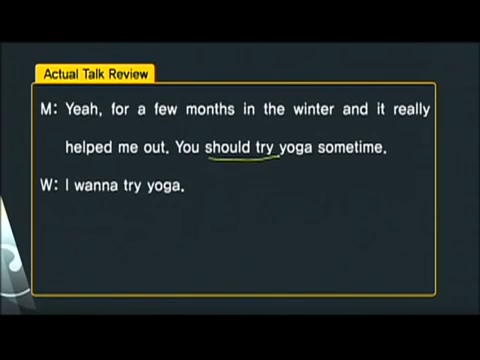 Actual Talk Review
M: Yeah, for a few months in the winter and it really
helped me out. You should try yoga sometime.
W: I wanna try yoga.